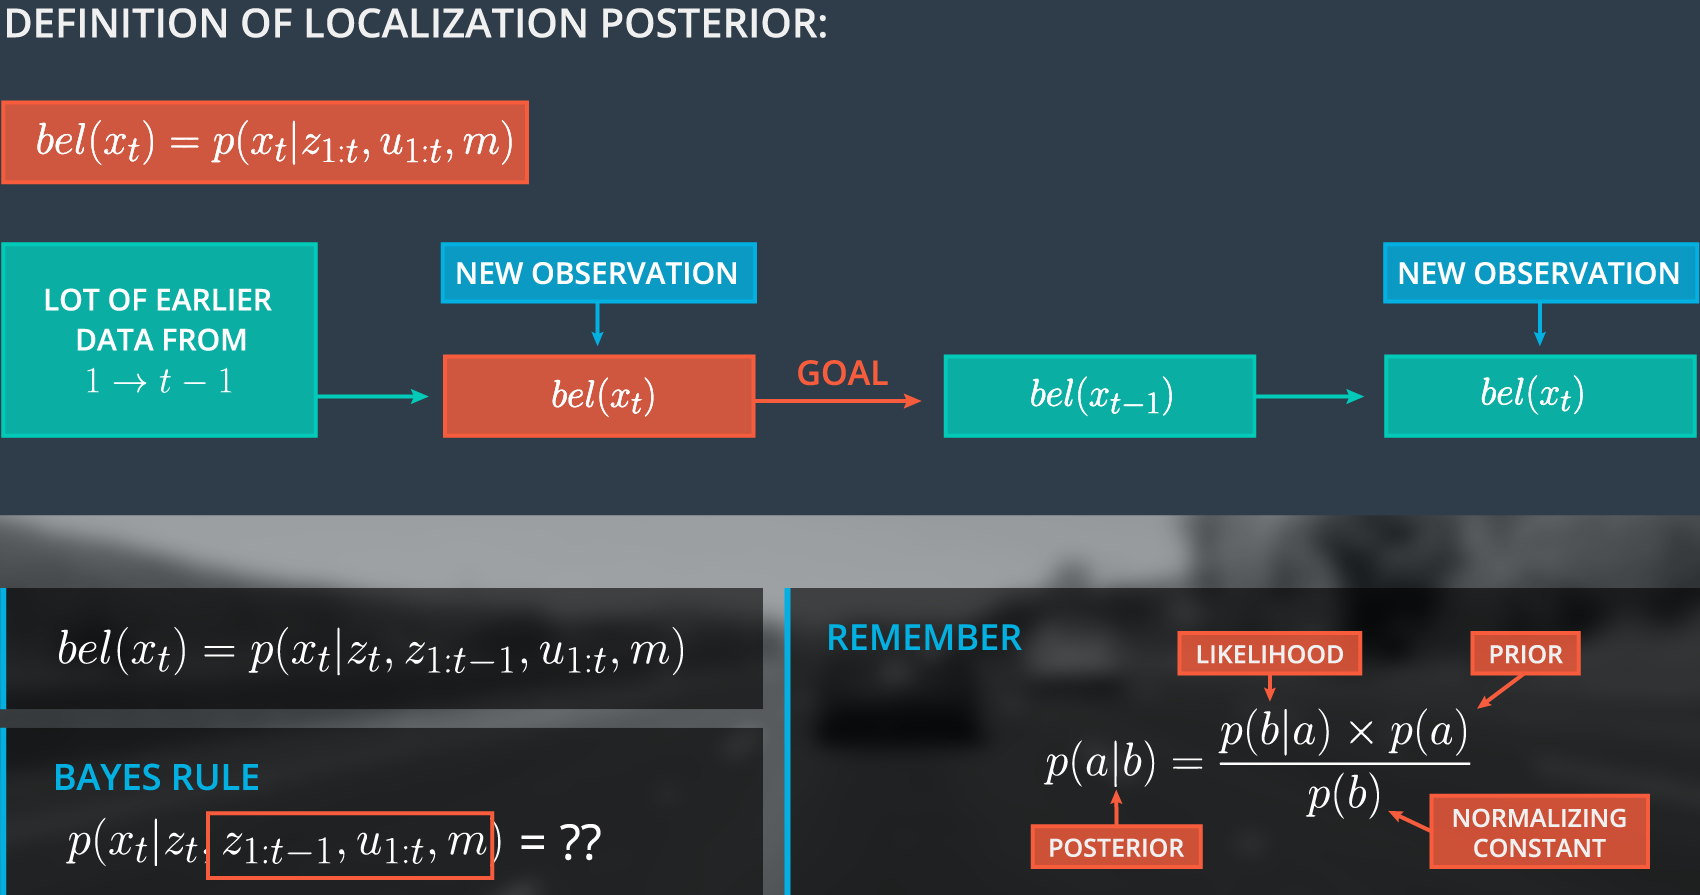 DEFINITION OF LOCALIZATION POSTERIOR:
bel(x_t) = p(x_t|z_{1:t}, u_{1:t}, m)
LOT OF EARLIER
DATA FROM
1 → t − 1
NEW OBSERVATION
bel(x_t)
GOAL
bel(x_{t−1})
NEW OBSERVATION
bel(x_t)
bel(x_t) = p(x_t|z_t, z_{1:t−1}, u_{1:t}, m)
BAYES RULE
p(x_t|z_t, z_{1:t−1}, u_{1:t}, m) = ??
REMEMBER
LIKELIHOOD
PRIOR
p(a|b) = \frac{p(b|a) × p(a)}{p(b)}
POSTERIOR
NORMALIZING
CONSTANT